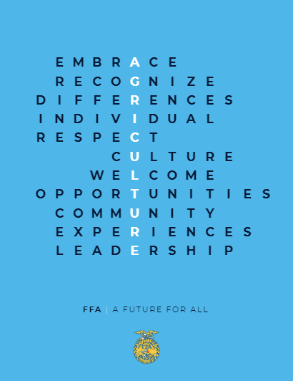 EMBRACE
RECOGNIZE
DIFFERENCES
INDIVIDUAL
RESPECT
CULTURE
WELCOME
OPPORTUNITIES
COMMUNITY
EXPERIENCES
LEADERSHIP
FFA | A FUTURE FOR ALL